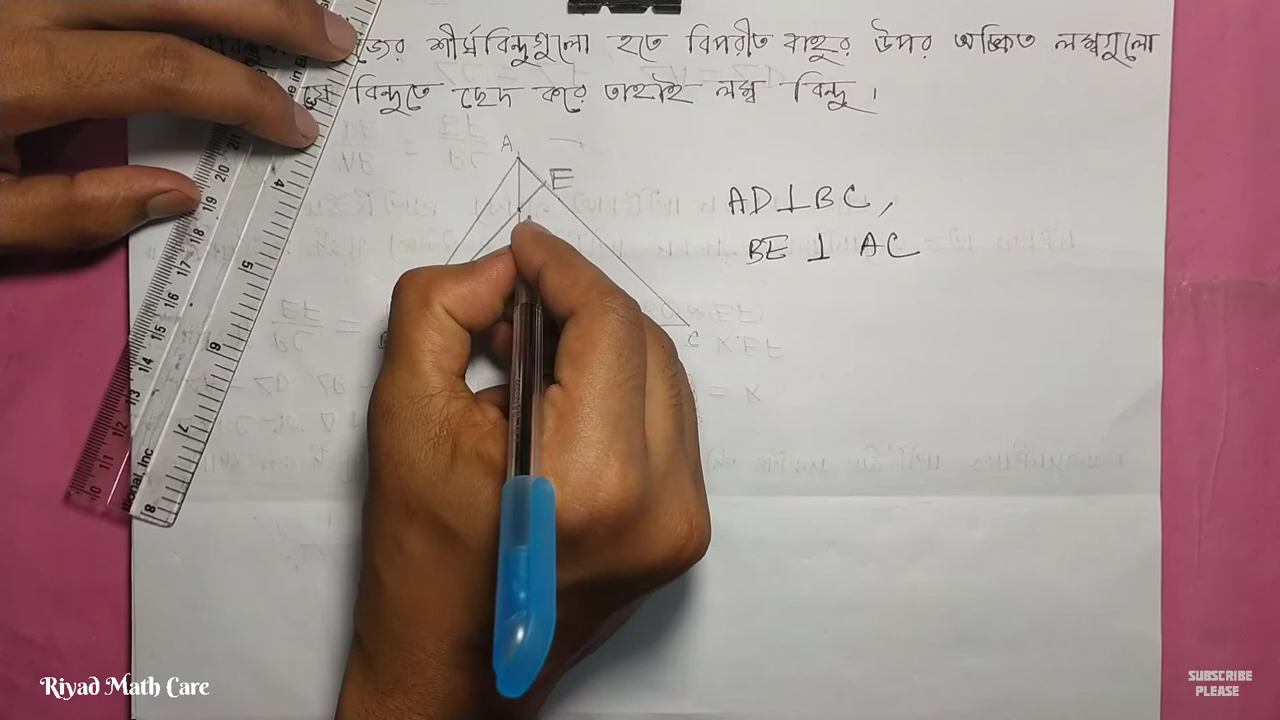 শীর্ষবিন্দুগুলো হতে বিপরীত বাহুর উপর অঙ্কিত লম্বগুলো
যে বিন্দুতে ছেদ করে তাহাই লম্ব বিন্দু।
A
E
AD⊥BC,
BE ⊥ AC
C
Riyad Math Care
SUBSCRIBE
PLEASE